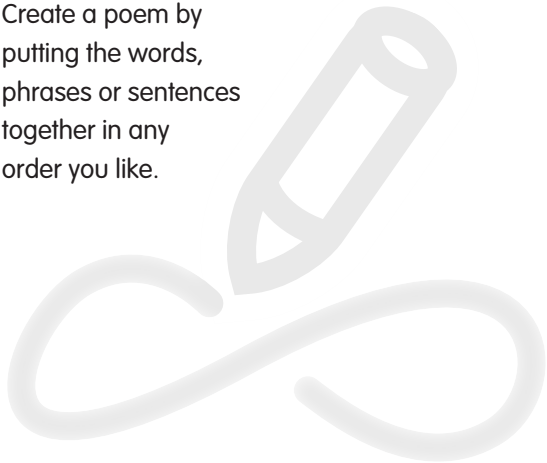 Create a poem by
putting the words,
phrases or sentences
together in any
order you like.